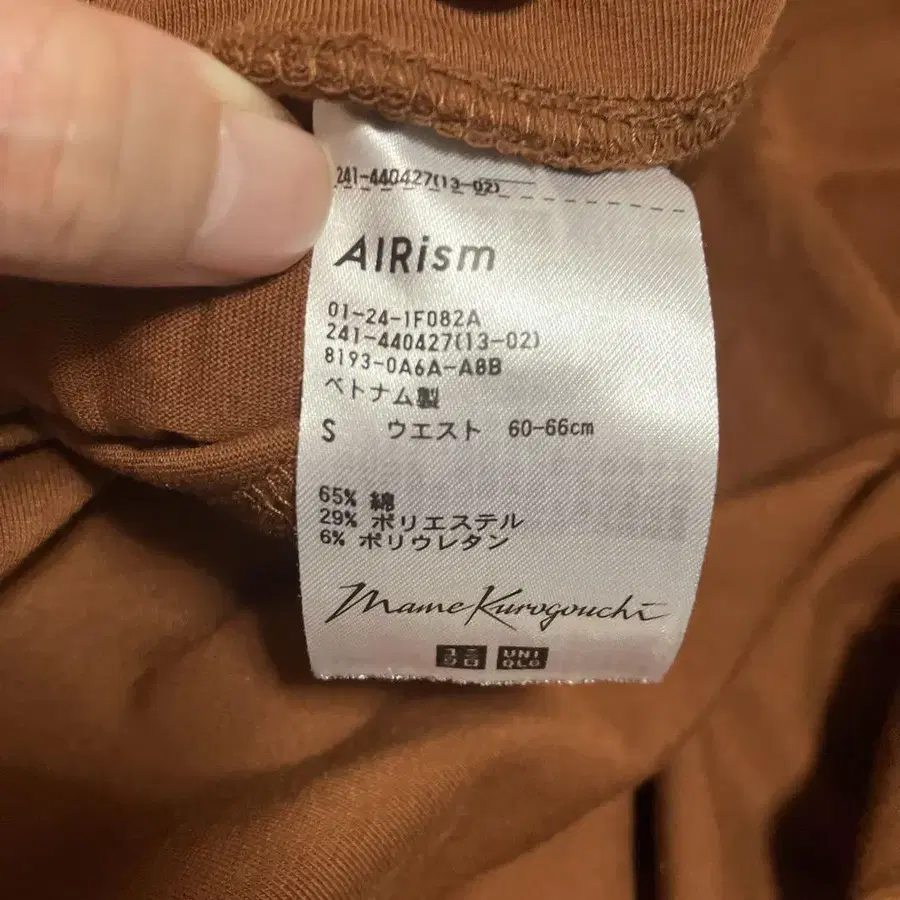 241-440427(13-02)
AIRism
01-24-1F082A
241-440427(13-02)
8193-0A6A-A8B
ベトナム製
S ウエスト 60-66cm
65% 綿
29% ポリエステル
6% ポリウレタン
Mame Kurogouchi
ユニクロ UNIQLO